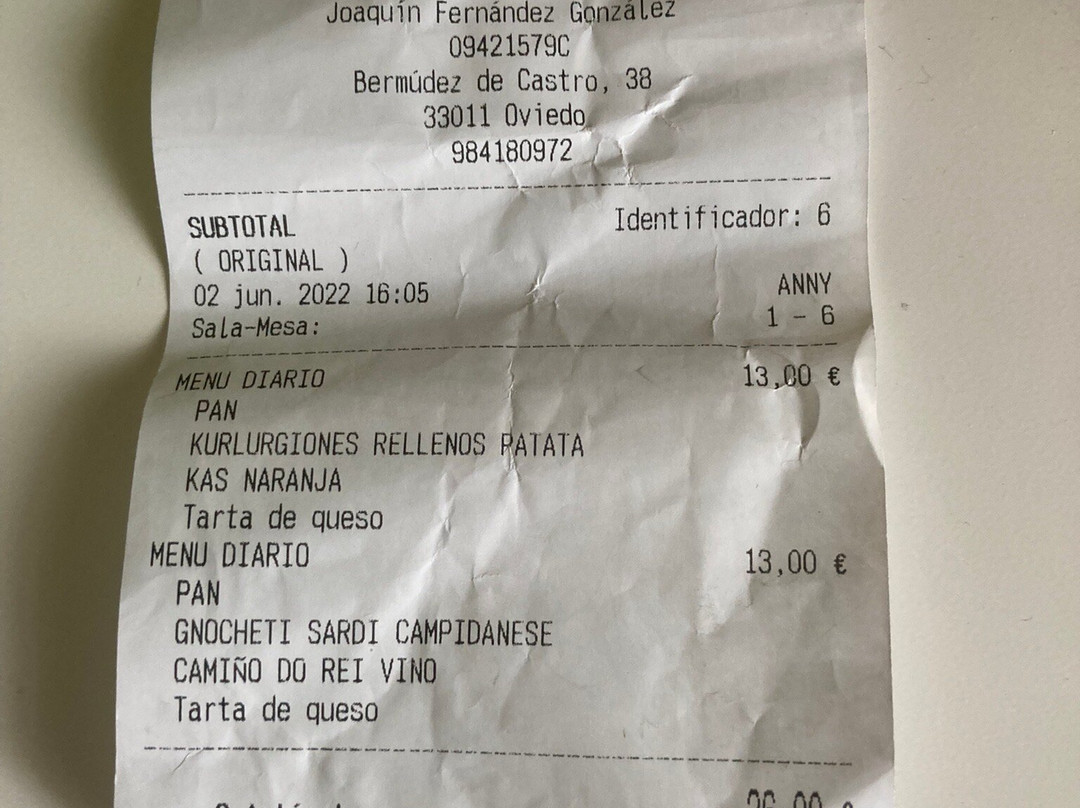 Joaquín Fernández González
09421579C
Bermúdez de Castro, 38
33011 Oviedo
984180972
SUBTOTAL Identificador: 6
( ORIGINAL )
02 jun. 2022 16:05 ANNY
Sala-Mesa: 1 - 6
MENU DIARIO 13,00 €
PAN
KURLURGIONES RELLENOS PATATA
KAS NARANJA
Tarta de queso
MENU DIARIO 13,00 €
PAN
GNOCHETI SARDI CAMPIDANESE
CAMIÑO DO REI VINO
Tarta de queso